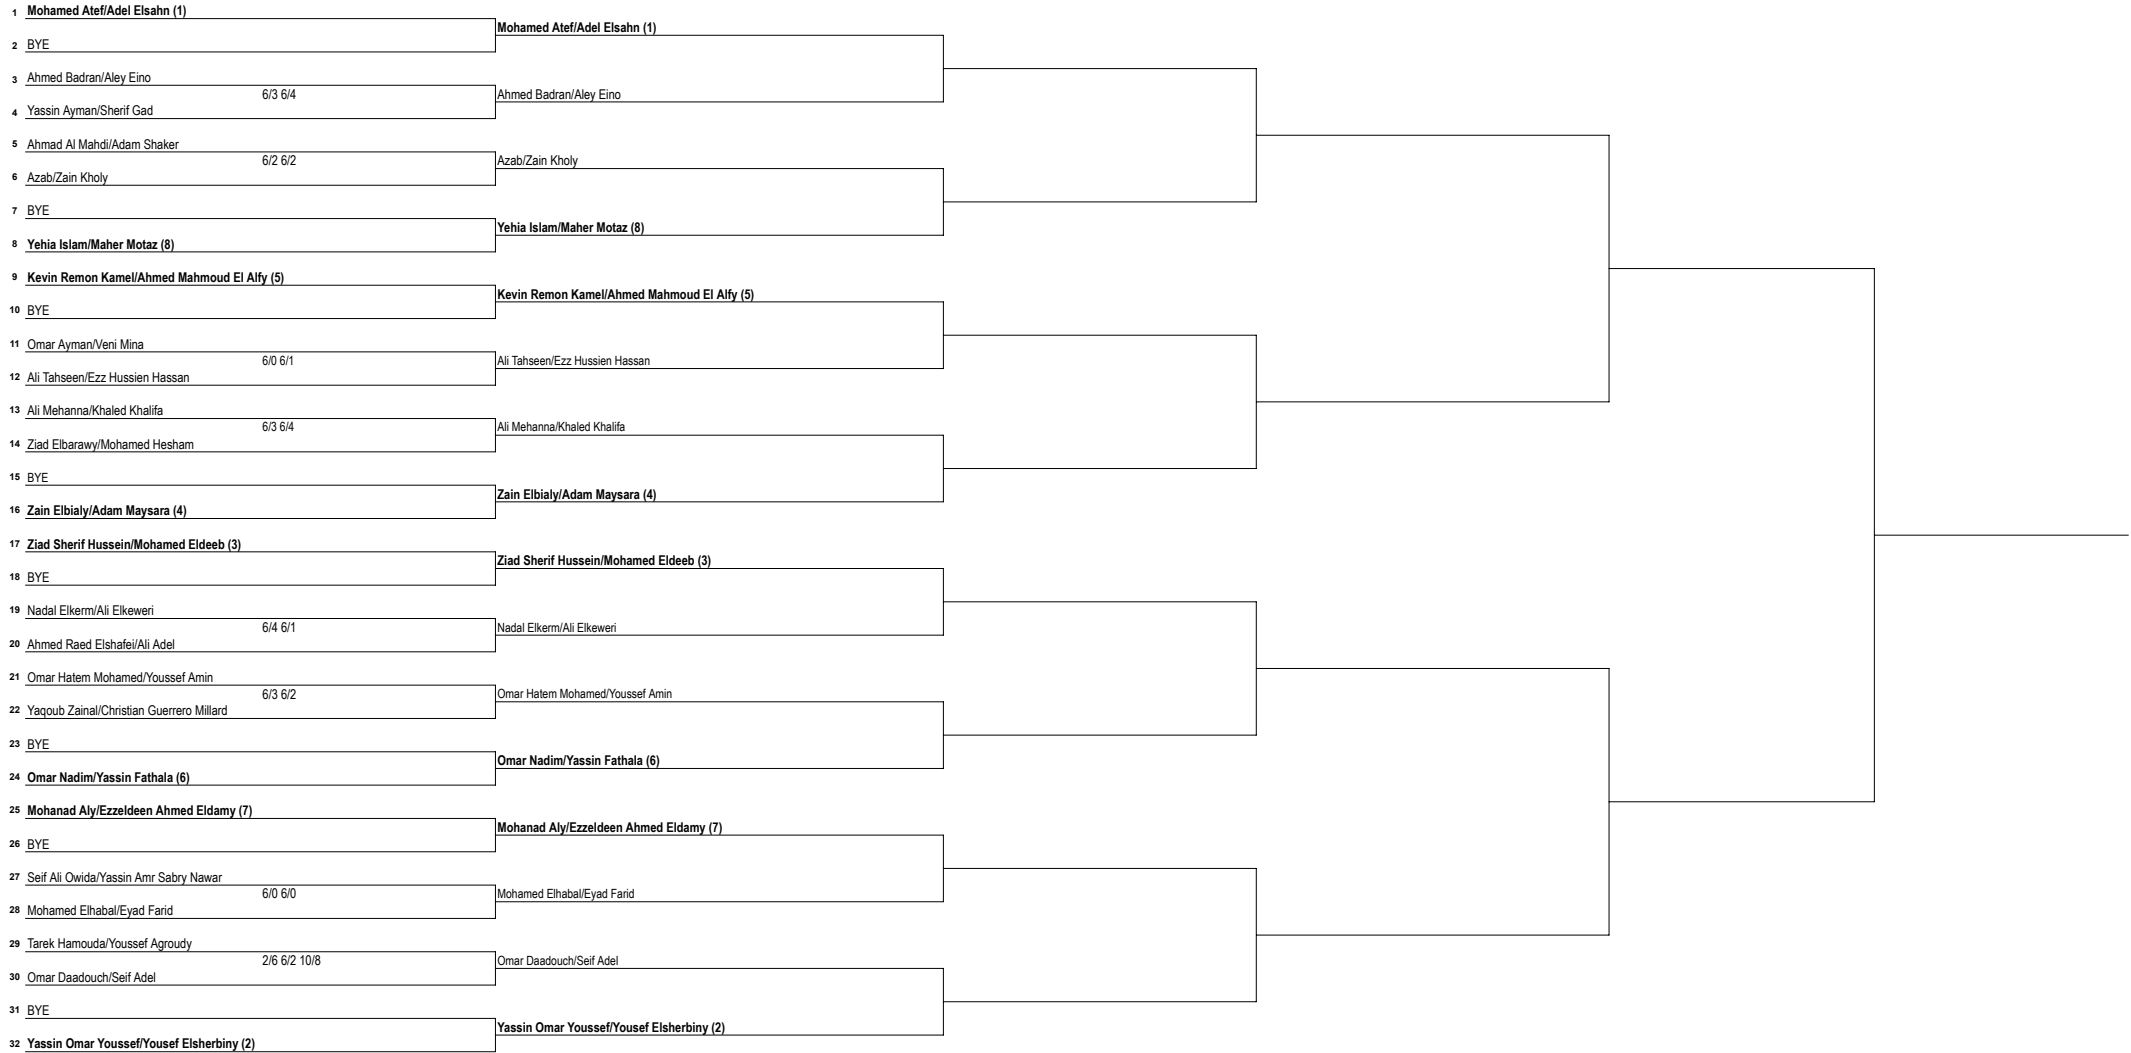 1 Mohamed Atef/Adel Elsahn (1)
Mohamed Atef/Adel Elsahn (1)
2 BYE
3 Ahmed Badran/Aley Eino
6/3 6/4 Ahmed Badran/Aley Eino
4 Yassin Ayman/Sherif Gad
5 Ahmad Al Mahdi/Adam Shaker
6/2 6/2 Azab/Zain Kholy
6 Azab/Zain Kholy
7 BYE
Yehia Islam/Maher Motaz (8)
8 Yehia Islam/Maher Motaz (8)
9 Kevin Remon Kamel/Ahmed Mahmoud El Alfy (5)
Kevin Remon Kamel/Ahmed Mahmoud El Alfy (5)
10 BYE
11 Omar Ayman/Veni Mina
6/0 6/1 Ali Tahseen/Ezz Hussien Hassan
12 Ali Tahseen/Ezz Hussien Hassan
13 Ali Mehanna/Khaled Khalifa
6/3 6/4 Ali Mehanna/Khaled Khalifa
14 Ziad Elbarawy/Mohamed Hesham
15 BYE
Zain Elbialy/Adam Maysara (4)
16 Zain Elbialy/Adam Maysara (4)
17 Ziad Sherif Hussein/Mohamed Eldeeb (3)
Ziad Sherif Hussein/Mohamed Eldeeb (3)
18 BYE
19 Nadal Elkerm/Ali Elkeweri
6/4 6/1 Nadal Elkerm/Ali Elkeweri
20 Ahmed Raed Elshafei/Ali Adel
21 Omar Hatem Mohamed/Youssef Amin
6/3 6/2 Omar Hatem Mohamed/Youssef Amin
22 Yaqoub Zainal/Christian Guerrero Millard
23 BYE
Omar Nadim/Yassin Fathala (6)
24 Omar Nadim/Yassin Fathala (6)
25 Mohanad Aly/Ezzeldeen Ahmed Eldamy (7)
Mohanad Aly/Ezzeldeen Ahmed Eldamy (7)
26 BYE
27 Seif Ali Owida/Yassin Amr Sabry Nawar
6/0 6/0 Mohamed Elhabal/Eyad Farid
28 Mohamed Elhabal/Eyad Farid
29 Tarek Hamouda/Youssef Agroudy
2/6 6/2 10/8 Omar Daadouch/Seif Adel
30 Omar Daadouch/Seif Adel
31 BYE
Yassin Omar Youssef/Yousef Elsherbiny (2)
32 Yassin Omar Youssef/Yousef Elsherbiny (2)